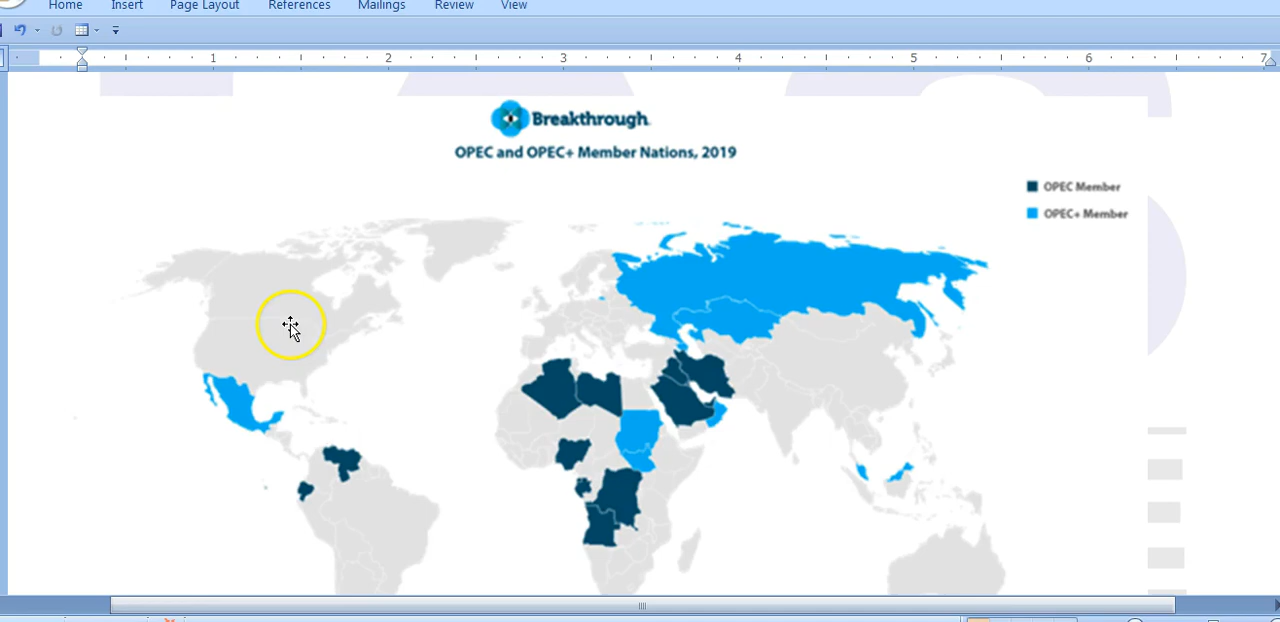 Home Insert Page Layout References Mailings Review View
1 2 3 4 5 6 7
Breakthrough
OPEC and OPEC+ Member Nations, 2019
OPEC Member
OPEC+ Member